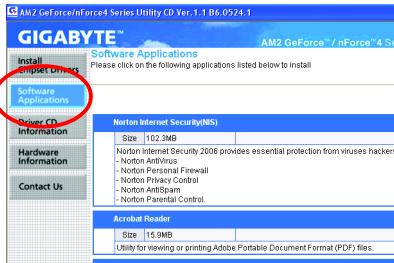 AM2 GeForce/nForce4 Series Utility CD Ver.1.1 B6.0524.1
GIGABYTE™
AM2 GeForce™/ nForce™4 Se
Install
Chipset Drivers
Software
Applications
Driver CD
Information
Hardware
Information
Contact Us
Software Applications
Please click on the following applications listed below to install
Norton Internet Security(NIS)
Size 102.3MB
Norton Internet Security 2006 provides essential protection from viruses hackers
- Norton AntiVirus
- Norton Personal Firewall
- Norton Privacy Control
- Norton AntiSpam
- Norton Parental Control.
Acrobat Reader
Size 15.9MB
Utility for viewing or printing Adobe Portable Document Format (PDF) files.